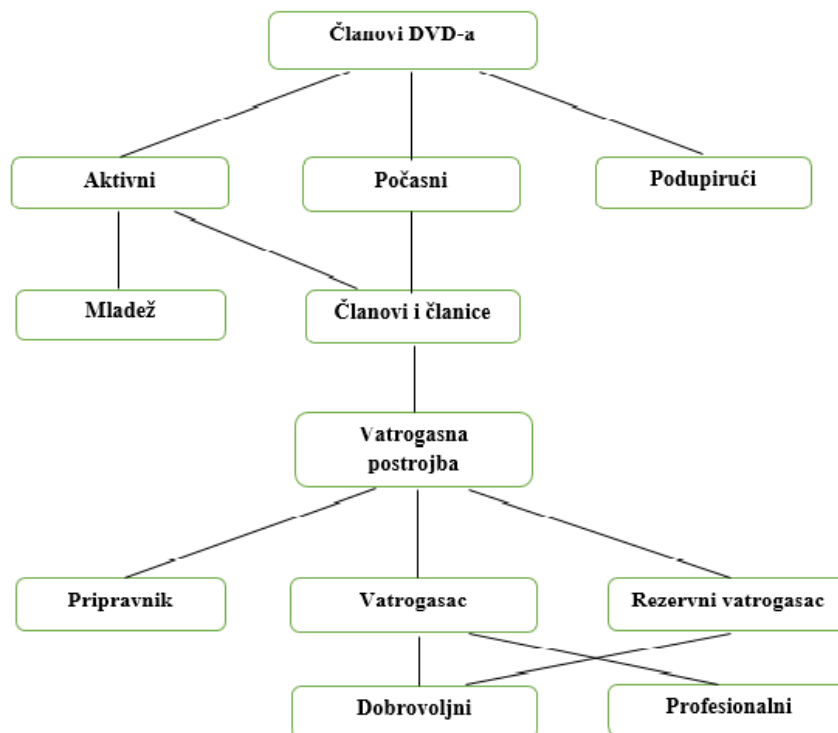 Članovi DVD-a
Aktivni
Počasni
Podupirući
Mladež
Članovi i članice
Vatrogasna
postrojba
Pripravnik
Vatrogasac
Rezervni vatrogasac
Dobrovoljni
Profesionalni